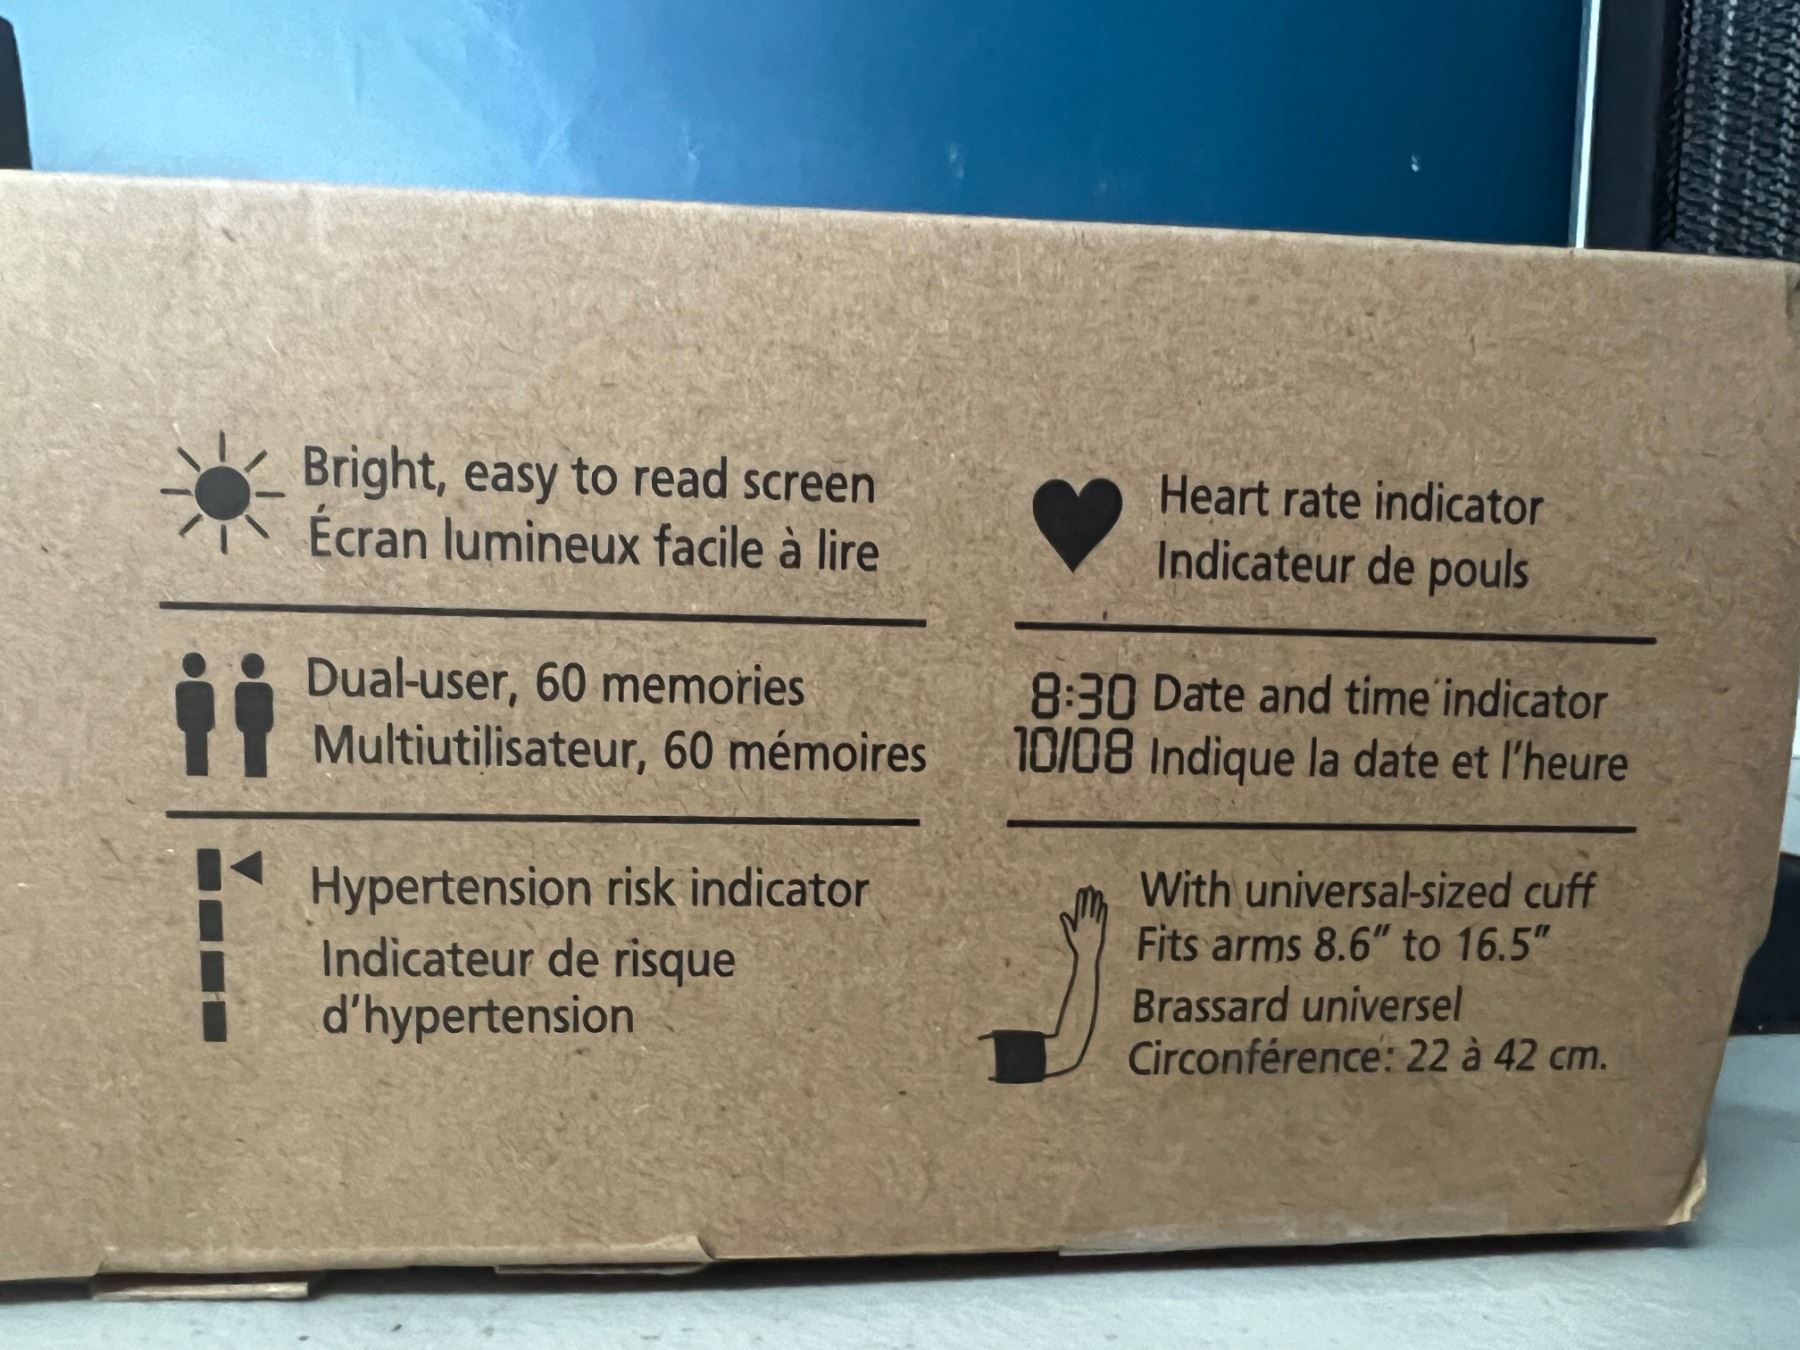 Bright, easy to read screen
Écran lumineux facile à lire
Dual-user, 60 memories
Multiutilisateur, 60 mémoires
Hypertension risk indicator
Indicateur de risque
d'hypertension
Heart rate indicator
Indicateur de pouls
8:30 Date and time indicator
10/08 Indique la date et l'heure
With universal-sized cuff
Fits arms 8.6" to 16.5"
Brassard universel
Circonférence: 22 à 42 cm.